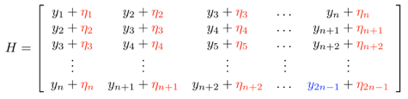 y₁ + η₁ y₂ + η₂ y₃ + η₃ … yₙ + ηₙ
y₂ + η₂ y₃ + η₃ y₄ + η₄ … yₙ₊₁ + ηₙ₊₁
H = y₃ + η₃ y₄ + η₄ y₅ + η₅ … yₙ₊₂ + ηₙ₊₂
⋮ ⋮ ⋮ ⋮ ⋮
yₙ + ηₙ yₙ₊₁ + ηₙ₊₁ yₙ₊₂ + ηₙ₊₂ … y₂ₙ₋₁ + η₂ₙ₋₁